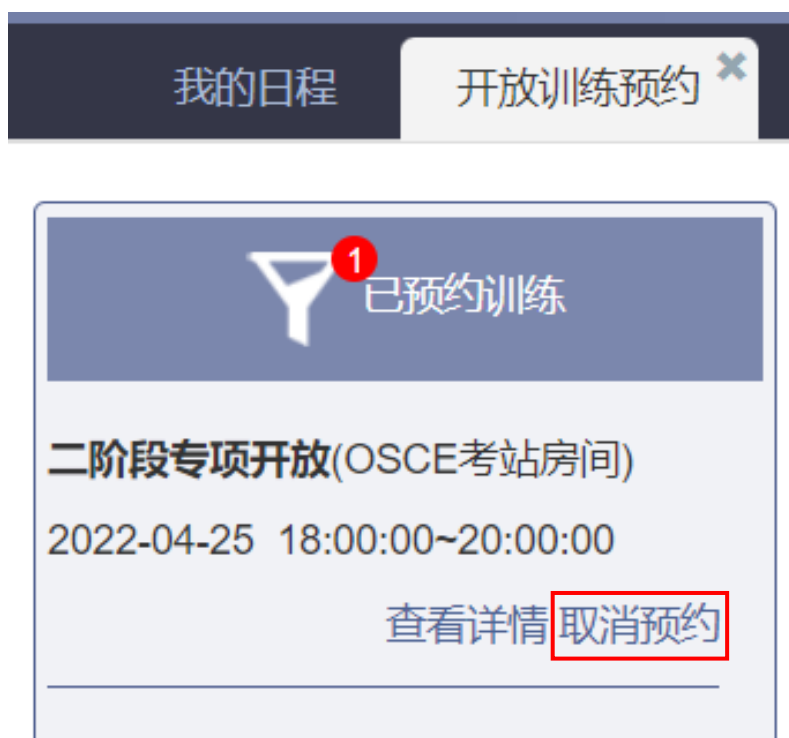 我的日程 开放训练预约
1
已预约训练
二阶段专项开放(OSCE考站房间)
2022-04-25 18:00:00~20:00:00
查看详情 取消预约